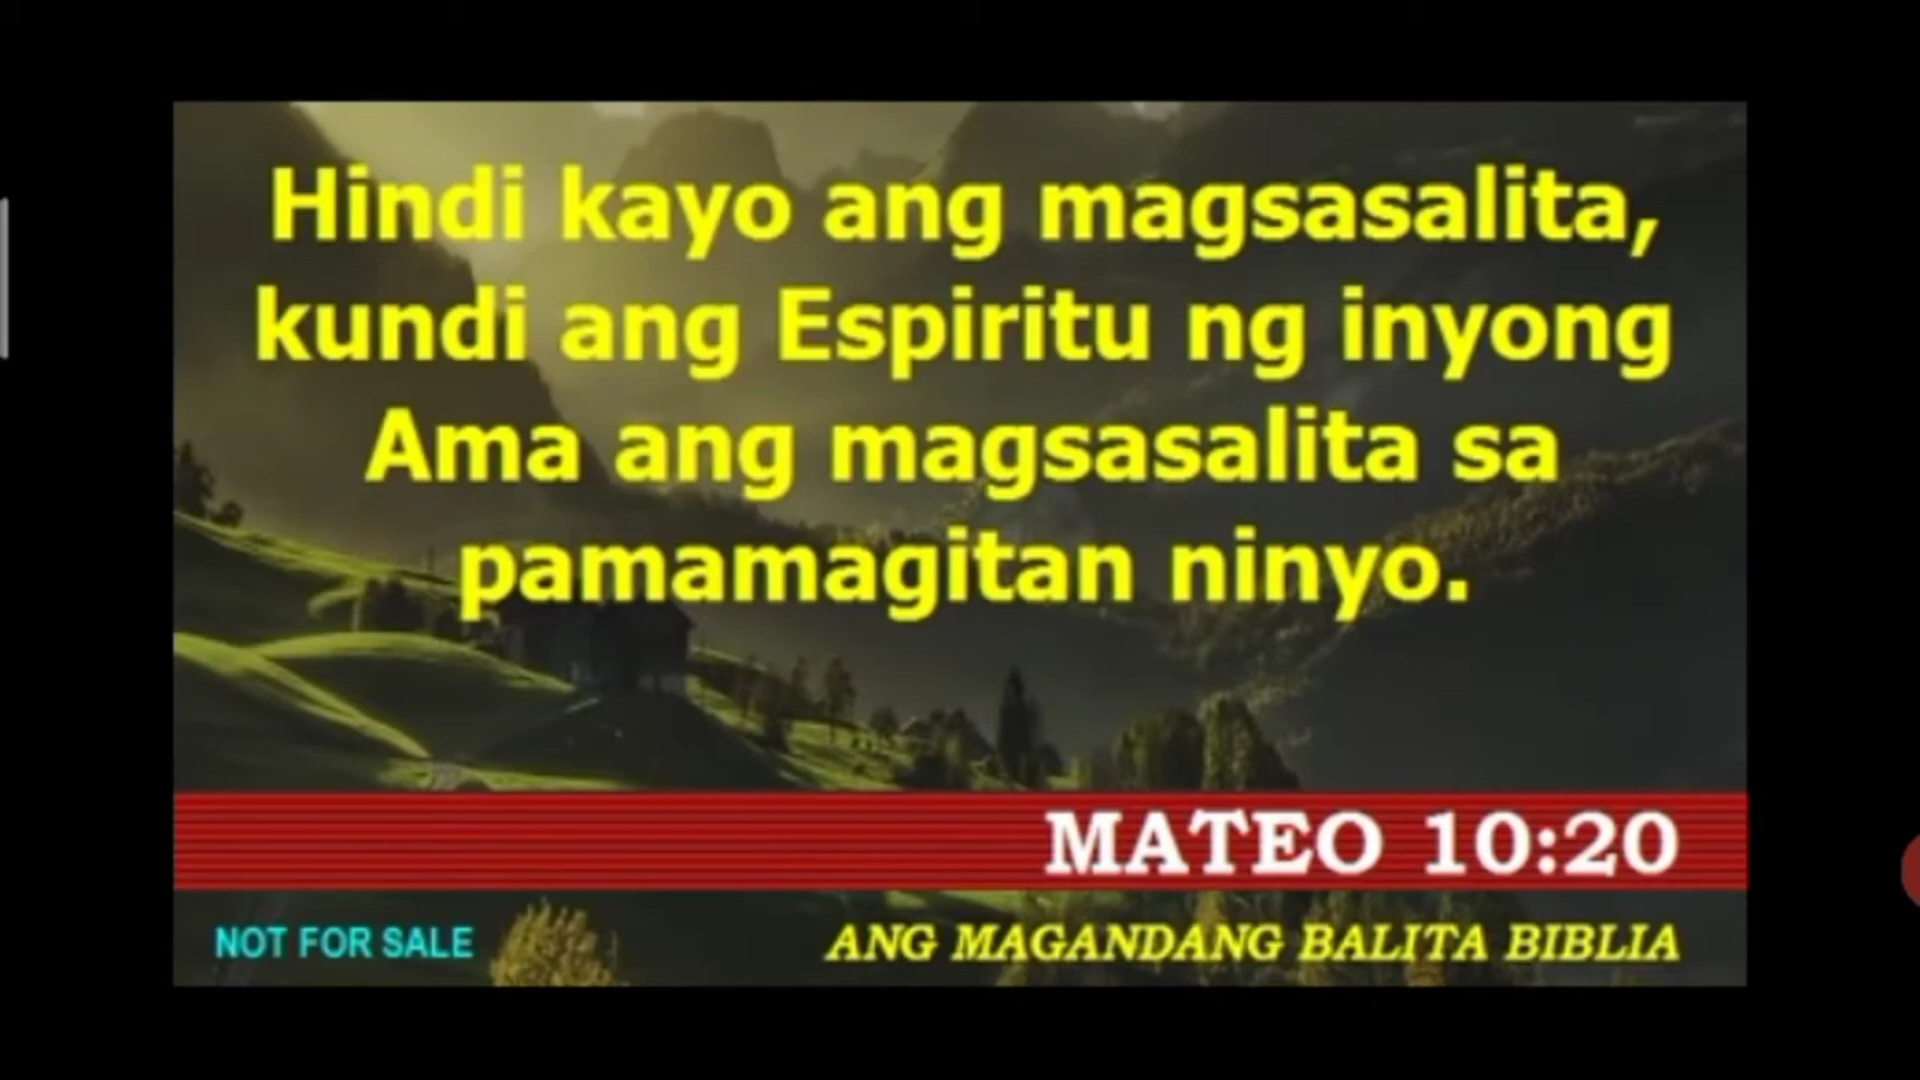 Hindi kayo ang magsasalita,
kundi ang Espiritu ng inyong
Ama ang magsasalita sa
pamamagitan ninyo.
MATEO 10:20
NOT FOR SALE
ANG MAGANDANG BALITA BIBLIA